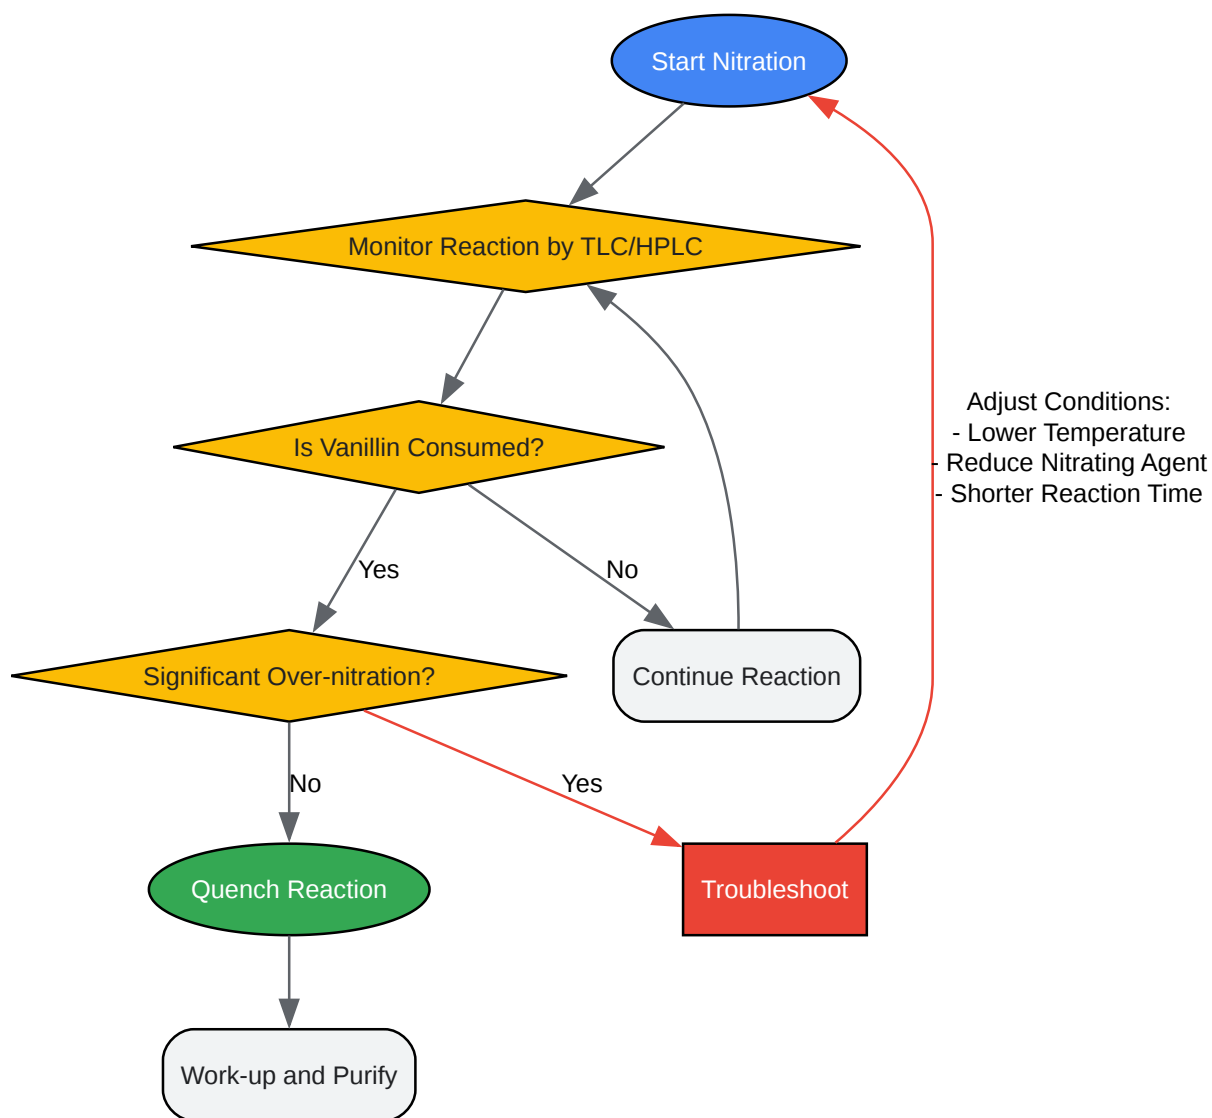 Start Nitration
Monitor Reaction by TLC/HPLC
Adjust Conditions:
- Lower Temperature
- Reduce Nitrating Agent
- Shorter Reaction Time
Is Vanillin Consumed?
Yes
No
Significant Over-nitration?
Continue Reaction
No
Yes
Quench Reaction
Troubleshoot
Work-up and Purify